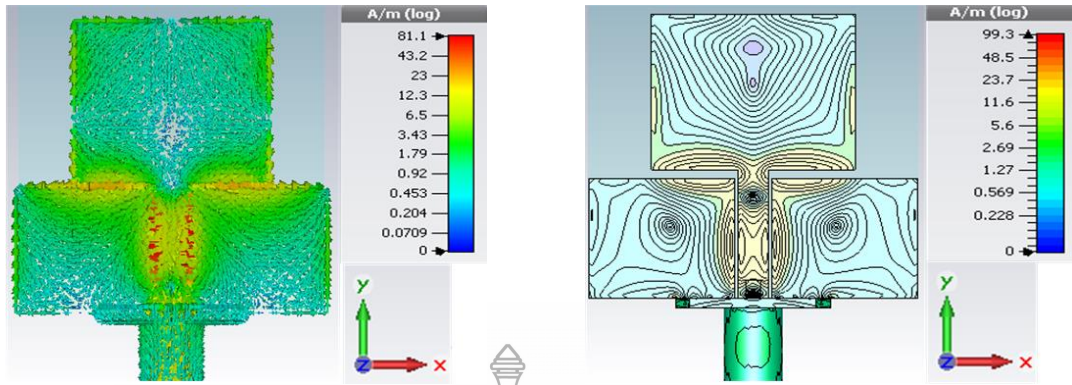 A/m (log)
81.1
43.2
23
12.3
6.5
3.43
1.79
0.92
0.453
0.204
0.0709
0
y
z
x
A/m (log)
99.3
48.5
23.7
11.6
5.6
2.69
1.27
0.569
0.228
0
y
z
x